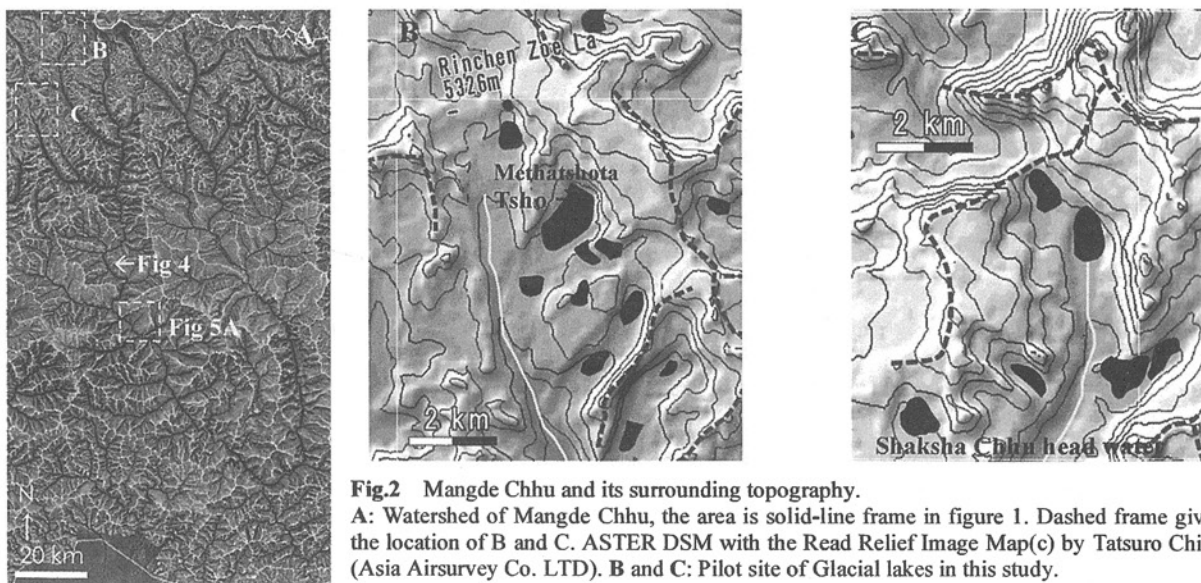 A
B
C
←Fig 4
Fig 5A
N
20 km
B
Rinchen Zoe La
5326m
Methatshota
Tsho
2 km
C
2 km
Shaksha Chhu head water
Fig.2 Mangde Chhu and its surrounding topography.
A: Watershed of Mangde Chhu, the area is solid-line frame in figure 1. Dashed frame giv
the location of B and C. ASTER DSM with the Read Relief Image Map(c) by Tatsuro Chi
(Asia Airsurvey Co. LTD). B and C: Pilot site of Glacial lakes in this study.